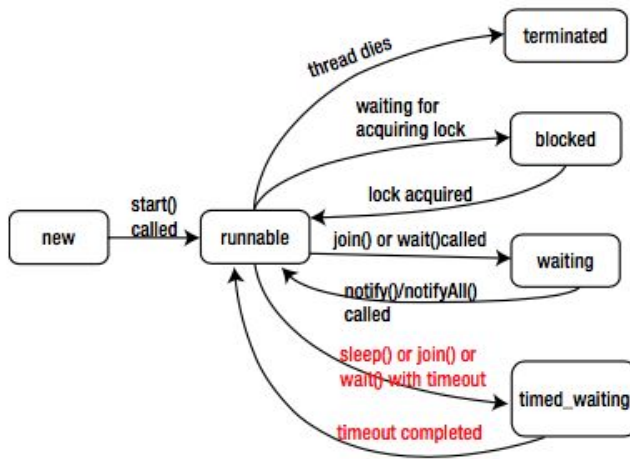 terminated
thread dies
waiting for
acquiring lock
blocked
lock acquired
start()
called
new
runnable
join() or wait()called
waiting
notify()/notifyAll()
called
sleep() or join() or
wait() with timeout
timed_waiting
timeout completed